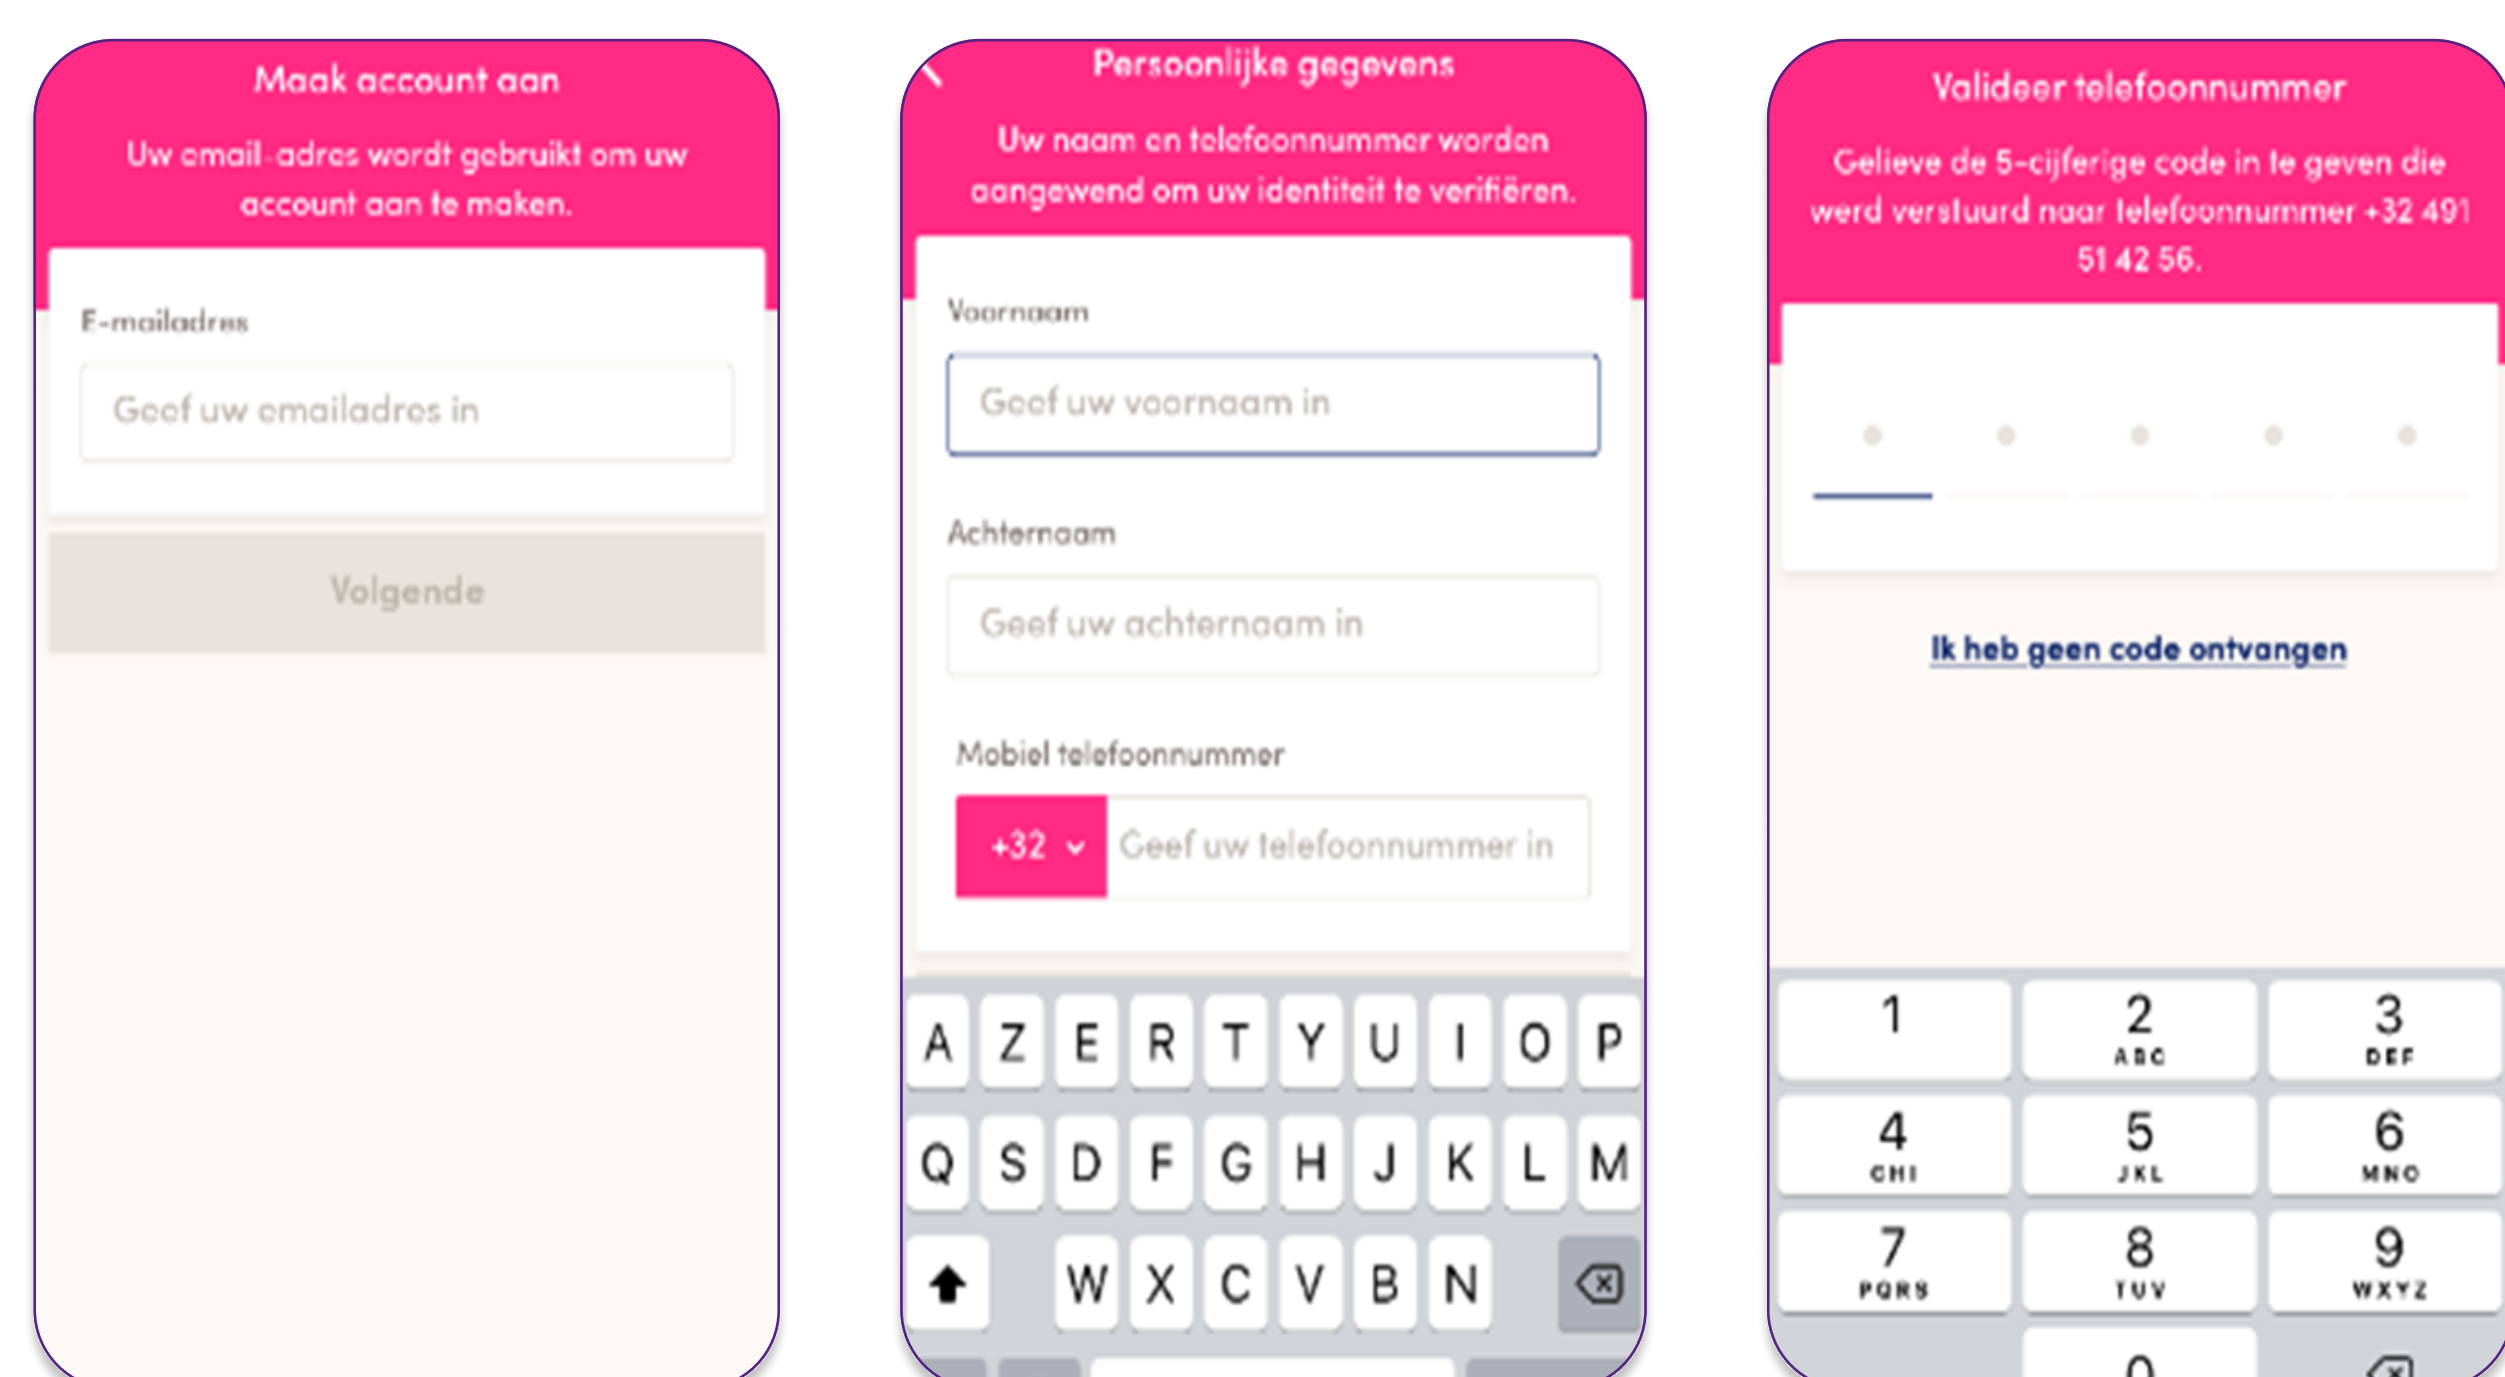 Maak account aan
Uw email-adres wordt gebruikt om uw
account aan te maken.
E-mailadres
Geef uw emailadres in
Volgende
Persoonlijke gegevens
Uw naam en telefoonnummer worden
aangewend om uw identiteit te verifiëren.
Voornaam
Geef uw voornaam in
Achternaam
Geef uw achternaam in
Mobiel telefoonnummer
+32 Geef uw telefoonnummer in
A Z E R T Y U I O P
Q S D F G H J K L M
W X C V B N
Valideer telefoonnummer
Gelieve de 5-cijferige code in te geven die
werd verstuurd naar telefoonnummer +32 491
51 42 56.
Ik heb geen code ontvangen
1 2 3
ABC DEF
4 5 6
GHI JKL MNO
7 8 9
PQRS TUV WXYZ
0